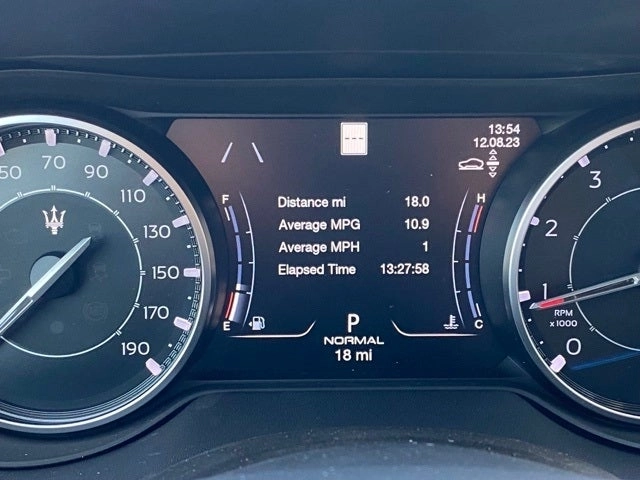 13:54
12.08.23
Distance mi 18.0
Average MPG 10.9
Average MPH 1
Elapsed Time 13:27:58
F
E
H
C
P
NORMAL
18 mi
50 70 90 110 130 150 170 190
3
2
1
0
RPM
x1000